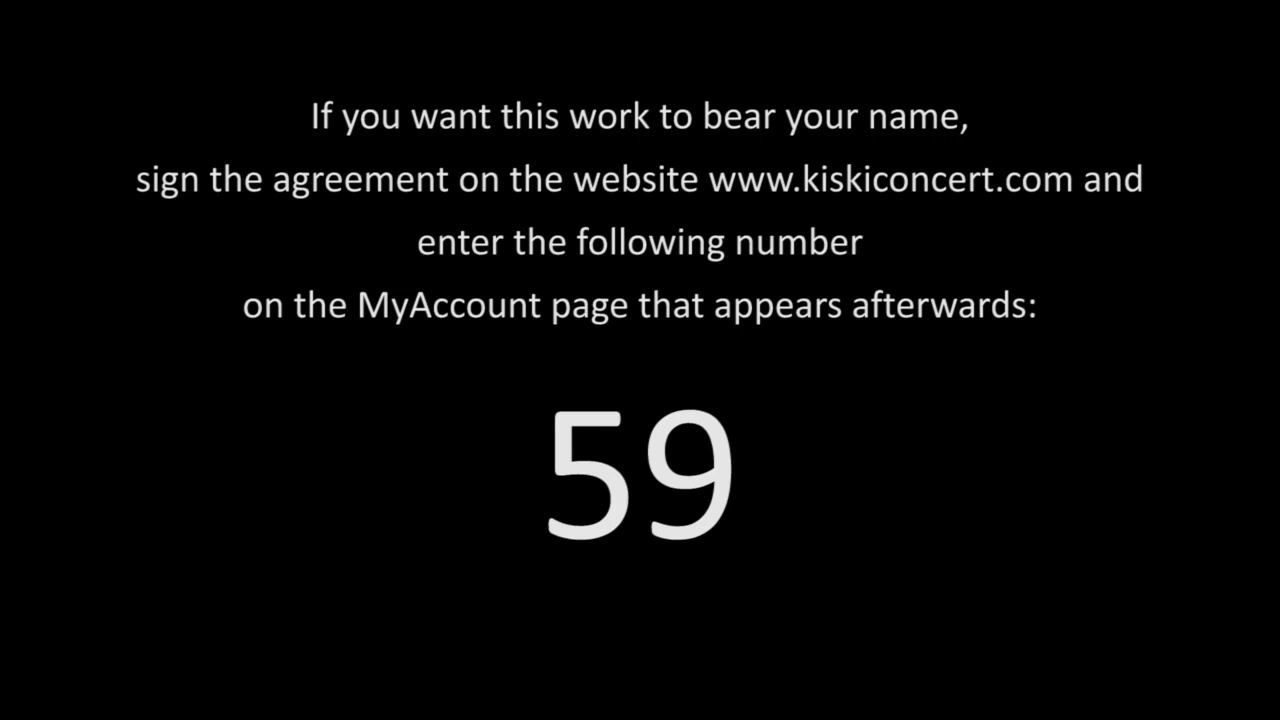 If you want this work to bear your name,
sign the agreement on the website www.kiskiconcert.com and
enter the following number
on the MyAccount page that appears afterwards:
59